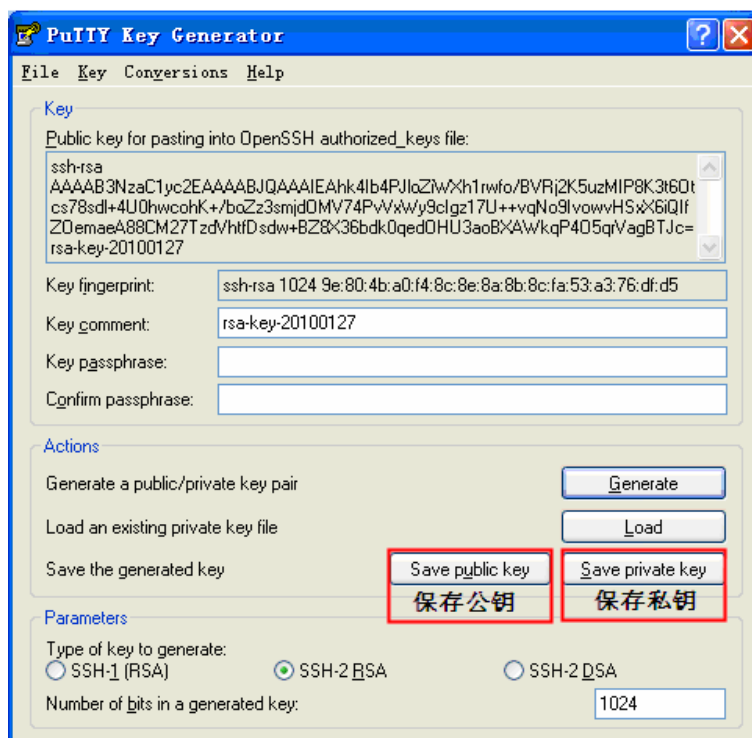 PuTTY Key Generator
File Key Conversions Help
Key
Public key for pasting into OpenSSH authorized_keys file:
ssh-rsa
AAAAB3NzaC1yc2EAAAABJQAAAIEAhk4lb4PJloZiWXh1rwfo/BVRj2K5uzMIP8K3t6Ot
cs78sdl+4U0hwcohK+/boZz3smjdOMV74PvVxWy9cIgz17U++vqNo9IvowvHSxX6iQIf
ZOemaeA88CM27TzdVhtfDsdw+BZ8X36bdk0qedOHU3aoBXAWkqP4O5qrVagBTJc=
rsa-key-20100127
Key fingerprint: ssh-rsa 1024 9e:80:4b:a0:f4:8c:8e:8a:8b:8c:fa:53:a3:76:df:d5
Key comment: rsa-key-20100127
Key passphrase:
Confirm passphrase:
Actions
Generate a public/private key pair Generate
Load an existing private key file Load
Save the generated key Save public key Save private key
保存公钥 保存私钥
Parameters
Type of key to generate:
SSH-1 (RSA) SSH-2 RSA SSH-2 DSA
Number of bits in a generated key: 1024